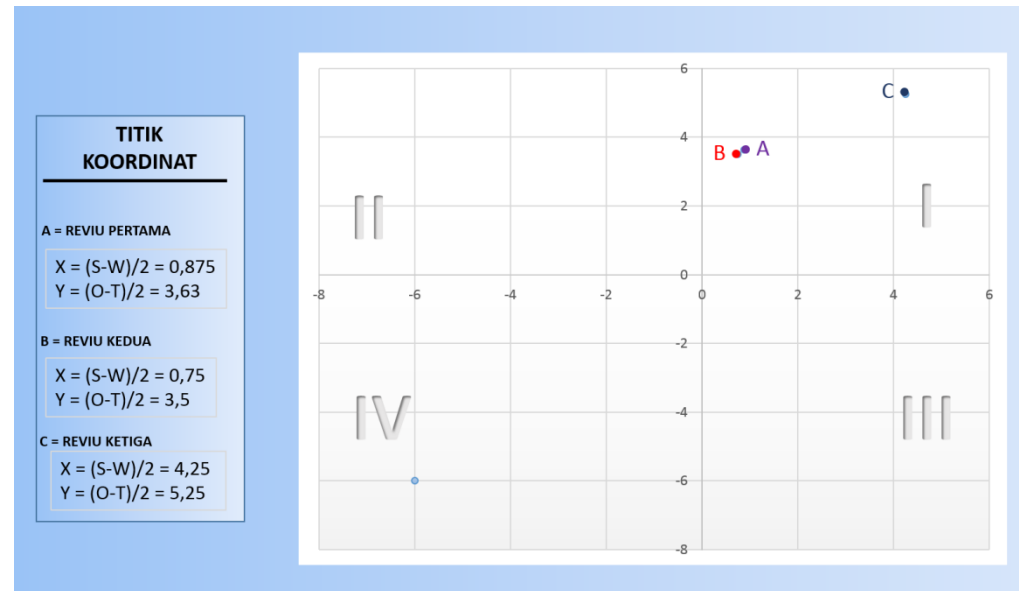 TITIK
KOORDINAT
A = REVIU PERTAMA
X = (S-W)/2 = 0,875
Y = (O-T)/2 = 3,63
B = REVIU KEDUA
X = (S-W)/2 = 0,75
Y = (O-T)/2 = 3,5
C = REVIU KETIGA
X = (S-W)/2 = 4,25
Y = (O-T)/2 = 5,25
6
C
4
B A
II
I
2
0
-8 -6 -4 -2 0 2 4 6
-2
IV
-4
III
-6
-8